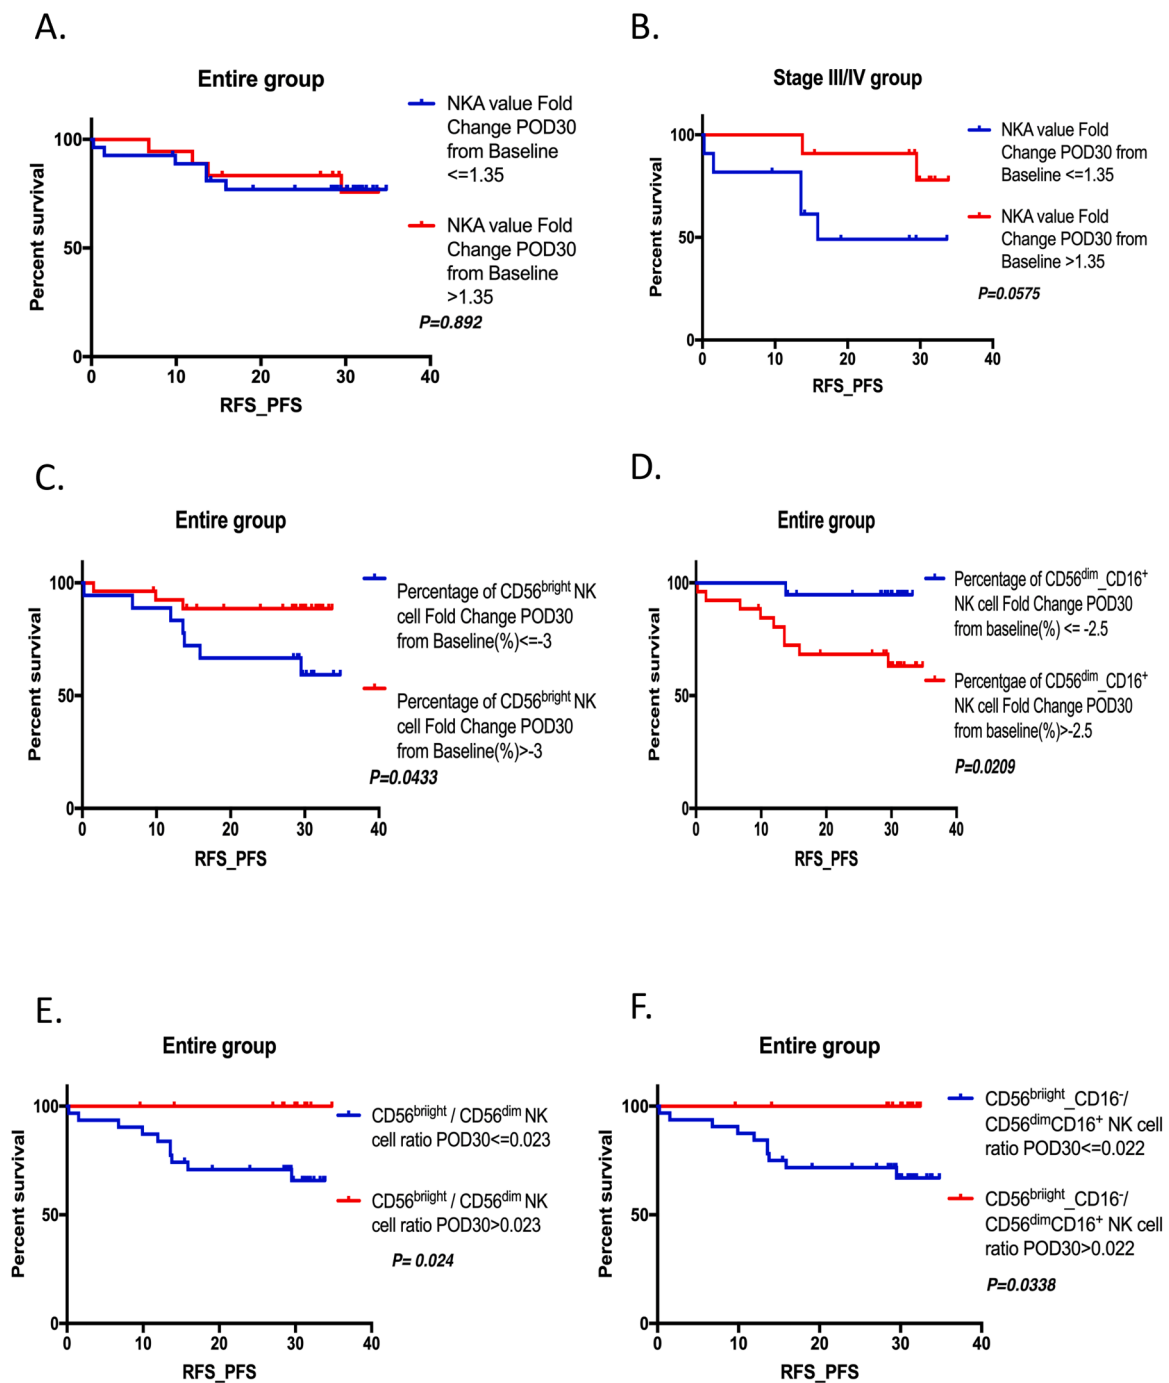 A.
Entire group
100
50
0
0 10 20 30 40
Percent survival
RFS_PFS
NKA value Fold
Change POD30
from Baseline
<=1.35
NKA value Fold
Change POD30
from Baseline
>1.35
P=0.892
B.
Stage III/IV group
100
50
0
0 10 20 30 40
Percent survival
RFS_PFS
NKA value Fold
Change POD30 from
Baseline <=1.35
NKA value Fold
Change POD30 from
Baseline >1.35
P=0.0575
C.
Entire group
100
50
0
0 10 20 30 40
Percent survival
RFS_PFS
Percentage of CD56bright NK
cell Fold Change POD30
from Baseline(%)<=-3
Percentage of CD56bright NK
cell Fold Change POD30
from Baseline(%)>-3
P=0.0433
D.
Entire group
100
50
0
0 10 20 30 40
Percent survival
RFS_PFS
Percentage of CD56dim_CD16+
NK cell Fold Change POD30
from baseline(%) <= -2.5
Percentgae of CD56dim_CD16+
NK cell Fold Change POD30
from baseline(%)>-2.5
P=0.0209
E.
Entire group
100
50
0
0 10 20 30 40
Percent survival
RFS_PFS
CD56briight / CD56dim NK
cell ratio POD30<=0.023
CD56briight / CD56dim NK
cell ratio POD30>0.023
P= 0.024
F.
Entire group
100
50
0
0 10 20 30 40
Percent survival
RFS_PFS
CD56briight_CD16-/
CD56dimCD16+ NK cell
ratio POD30<=0.022
CD56briight_CD16-/
CD56dimCD16+ NK cell
ratio POD30>0.022
P=0.0338